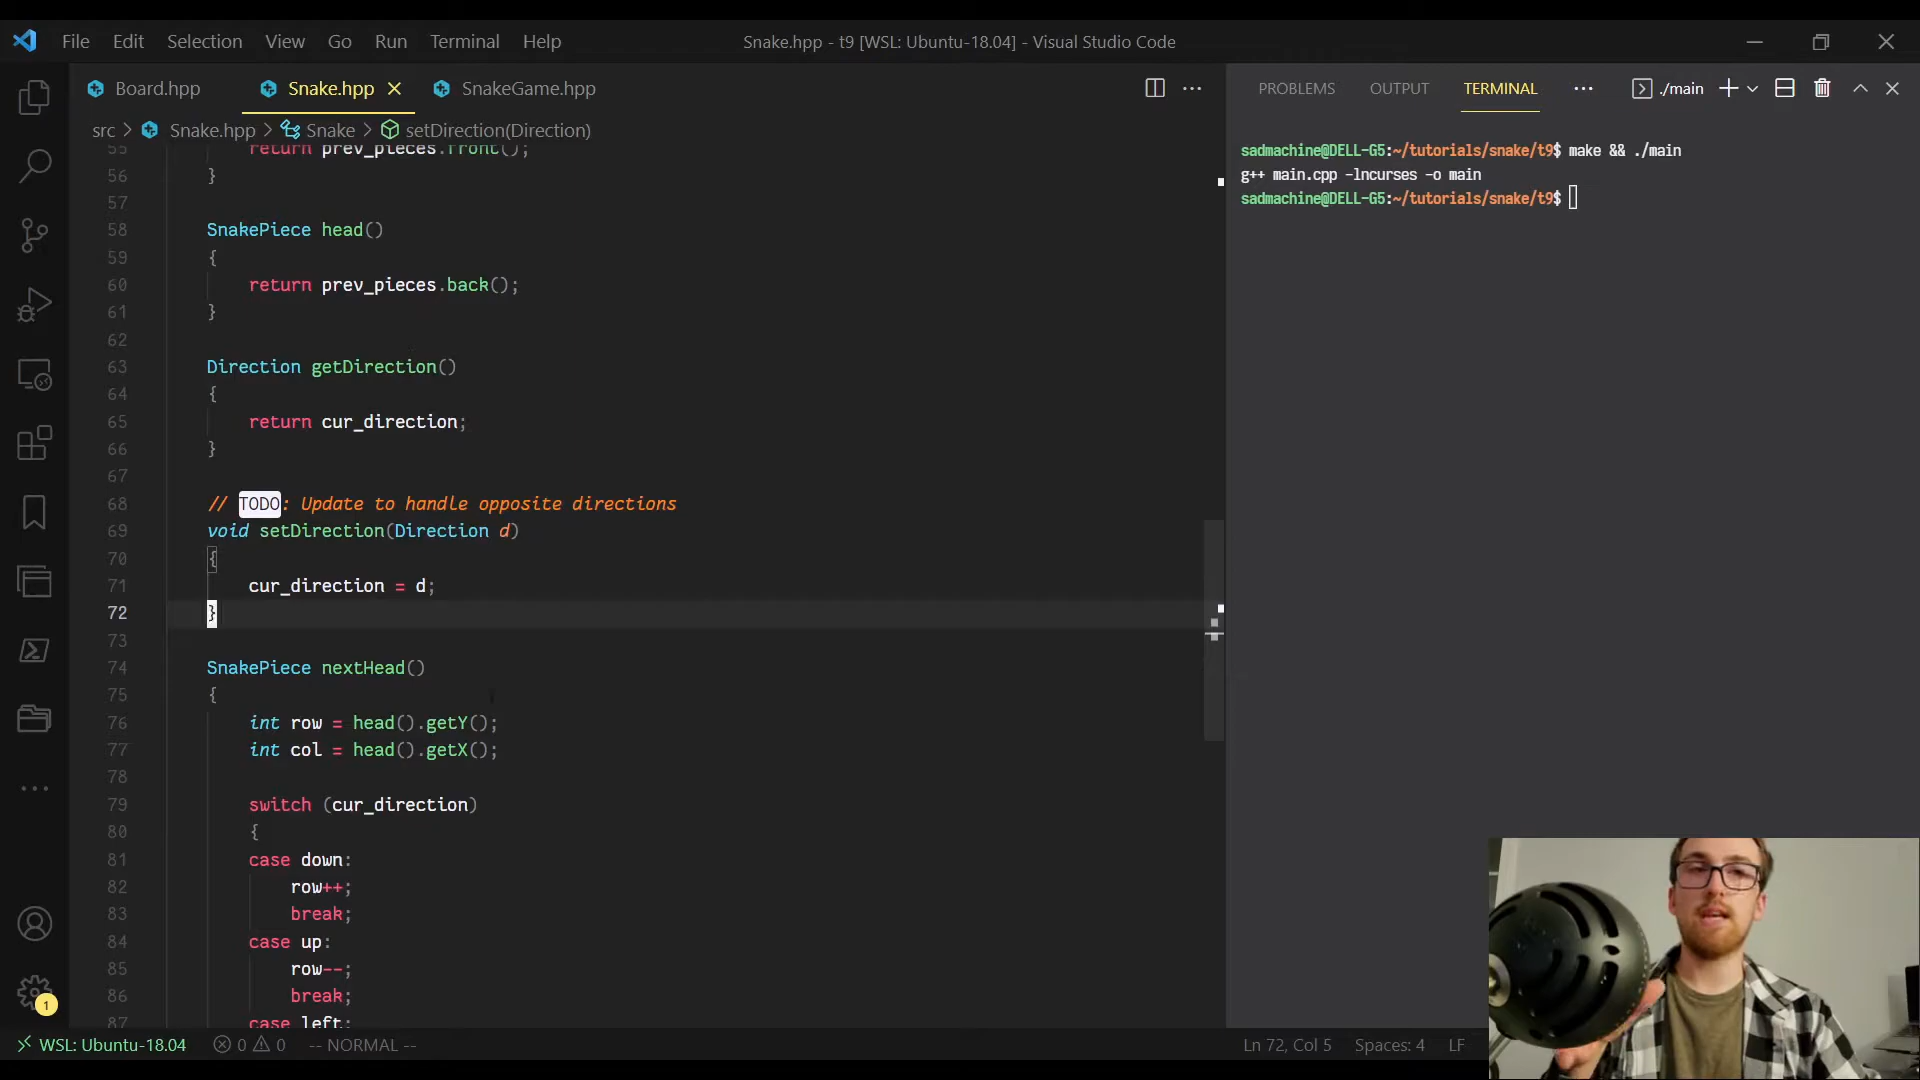 File Edit Selection View Go Run Terminal Help
Snake.hpp - t9 [WSL: Ubuntu-18.04] - Visual Studio Code
Board.hpp Snake.hpp SnakeGame.hpp
src > Snake.hpp > Snake > setDirection(Direction)
55 return prev_pieces.front();
56 }
57
58 SnakePiece head()
59 {
60 return prev_pieces.back();
61 }
62
63 Direction getDirection()
64 {
65 return cur_direction;
66 }
67
68 // TODO: Update to handle opposite directions
69 void setDirection(Direction d)
70 {
71 cur_direction = d;
72 }
73
74 SnakePiece nextHead()
75 {
76 int row = head().getY();
77 int col = head().getX();
78
79 switch (cur_direction)
80 {
81 case down:
82 row++;
83 break;
84 case up:
85 row--;
86 break;
87 case left:
PROBLEMS OUTPUT TERMINAL ··· ./main
sadmachine@DELL-G5:~/tutorials/snake/t9$ make && ./main
g++ main.cpp -lncurses -o main
sadmachine@DELL-G5:~/tutorials/snake/t9$
1
WSL: Ubuntu-18.04 0 0 -- NORMAL -- Ln 72, Col 5 Spaces: 4 LF